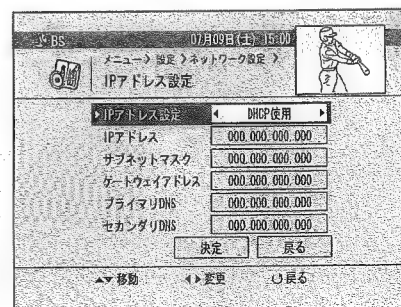 BS 07月09日(土) 15:00
メニュー> 設定 >ネットワーク設定 >
IPアドレス設定
▶IPアドレス設定 ◀ DHCP使用 ▶
IPアドレス 000.000.000.000
サブネットマスク 000.000.000.000
ゲートウェイアドレス 000.000.000.000
プライマリDNS 000.000.000.000
セカンダリDNS 000.000.000.000
決定 戻る
▲▼移動 ◀▶変更 戻る